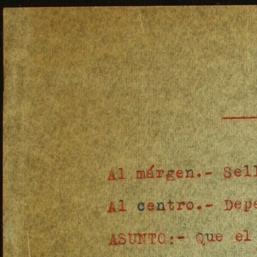 Al márgen.- Sell
Al centro.- Depe
ASUNTO:- Que el